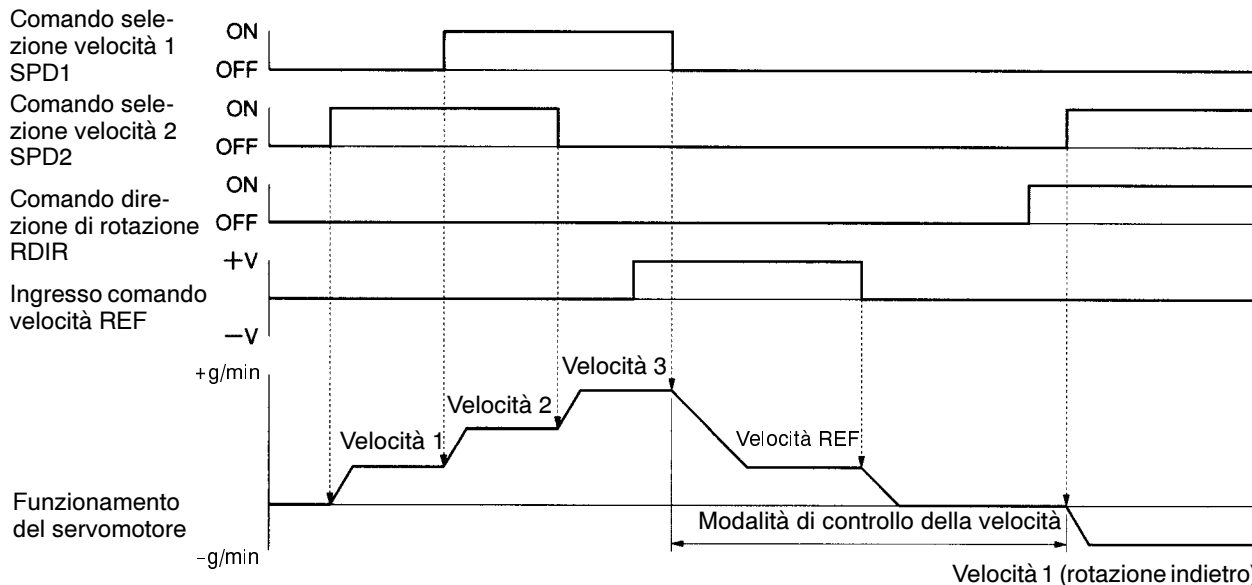 Comando sele-
zione velocità 1
SPD1
ON
OFF
Comando sele-
zione velocità 2
SPD2
ON
OFF
Comando dire-
zione di rotazione
RDIR
ON
OFF
Ingresso comando
velocità REF
+V
−V
+g/min
Velocità 1
Velocità 2
Velocità 3
Velocità REF
Funzionamento
del servomotore
Modalità di controllo della velocità
−g/min
Velocità 1 (rotazione indietro)